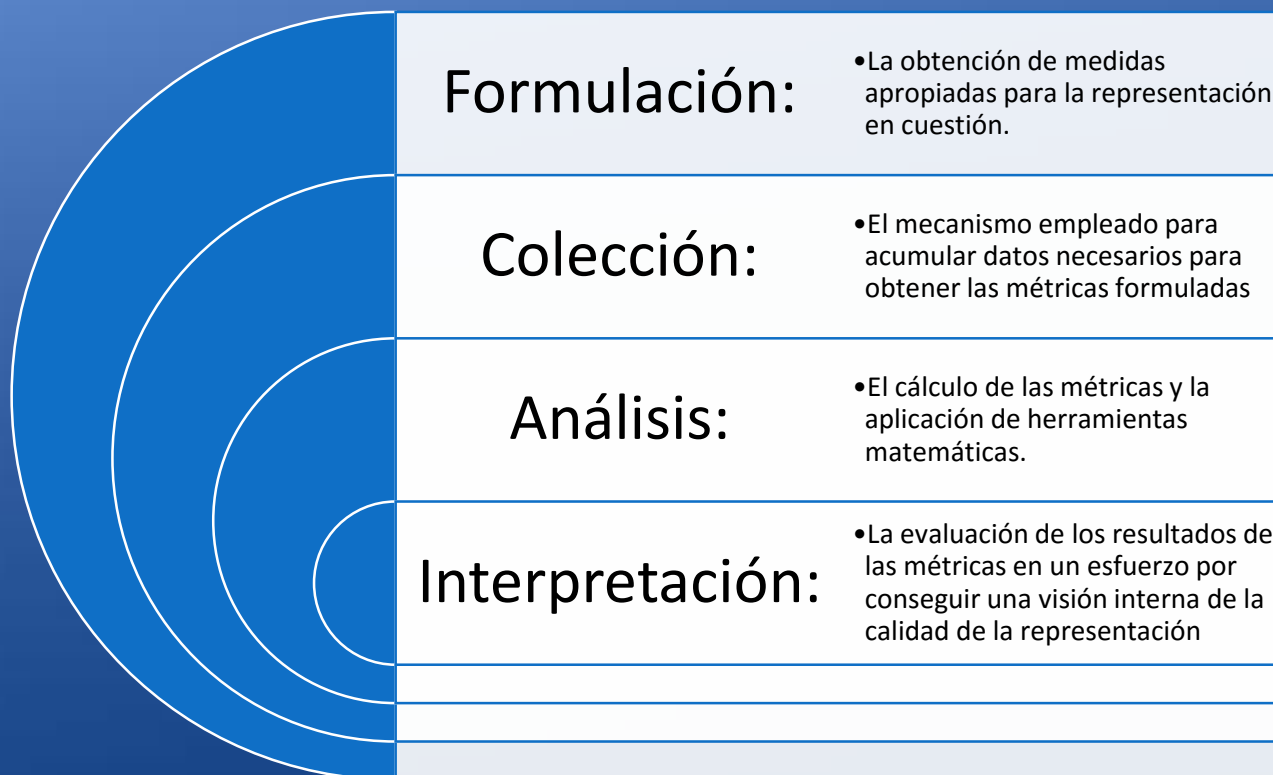 Formulación:
•La obtención de medidas
apropiadas para la representación
en cuestión.
Colección:
•El mecanismo empleado para
acumular datos necesarios para
obtener las métricas formuladas
Análisis:
•El cálculo de las métricas y la
aplicación de herramientas
matemáticas.
Interpretación:
•La evaluación de los resultados de
las métricas en un esfuerzo por
conseguir una visión interna de la
calidad de la representación